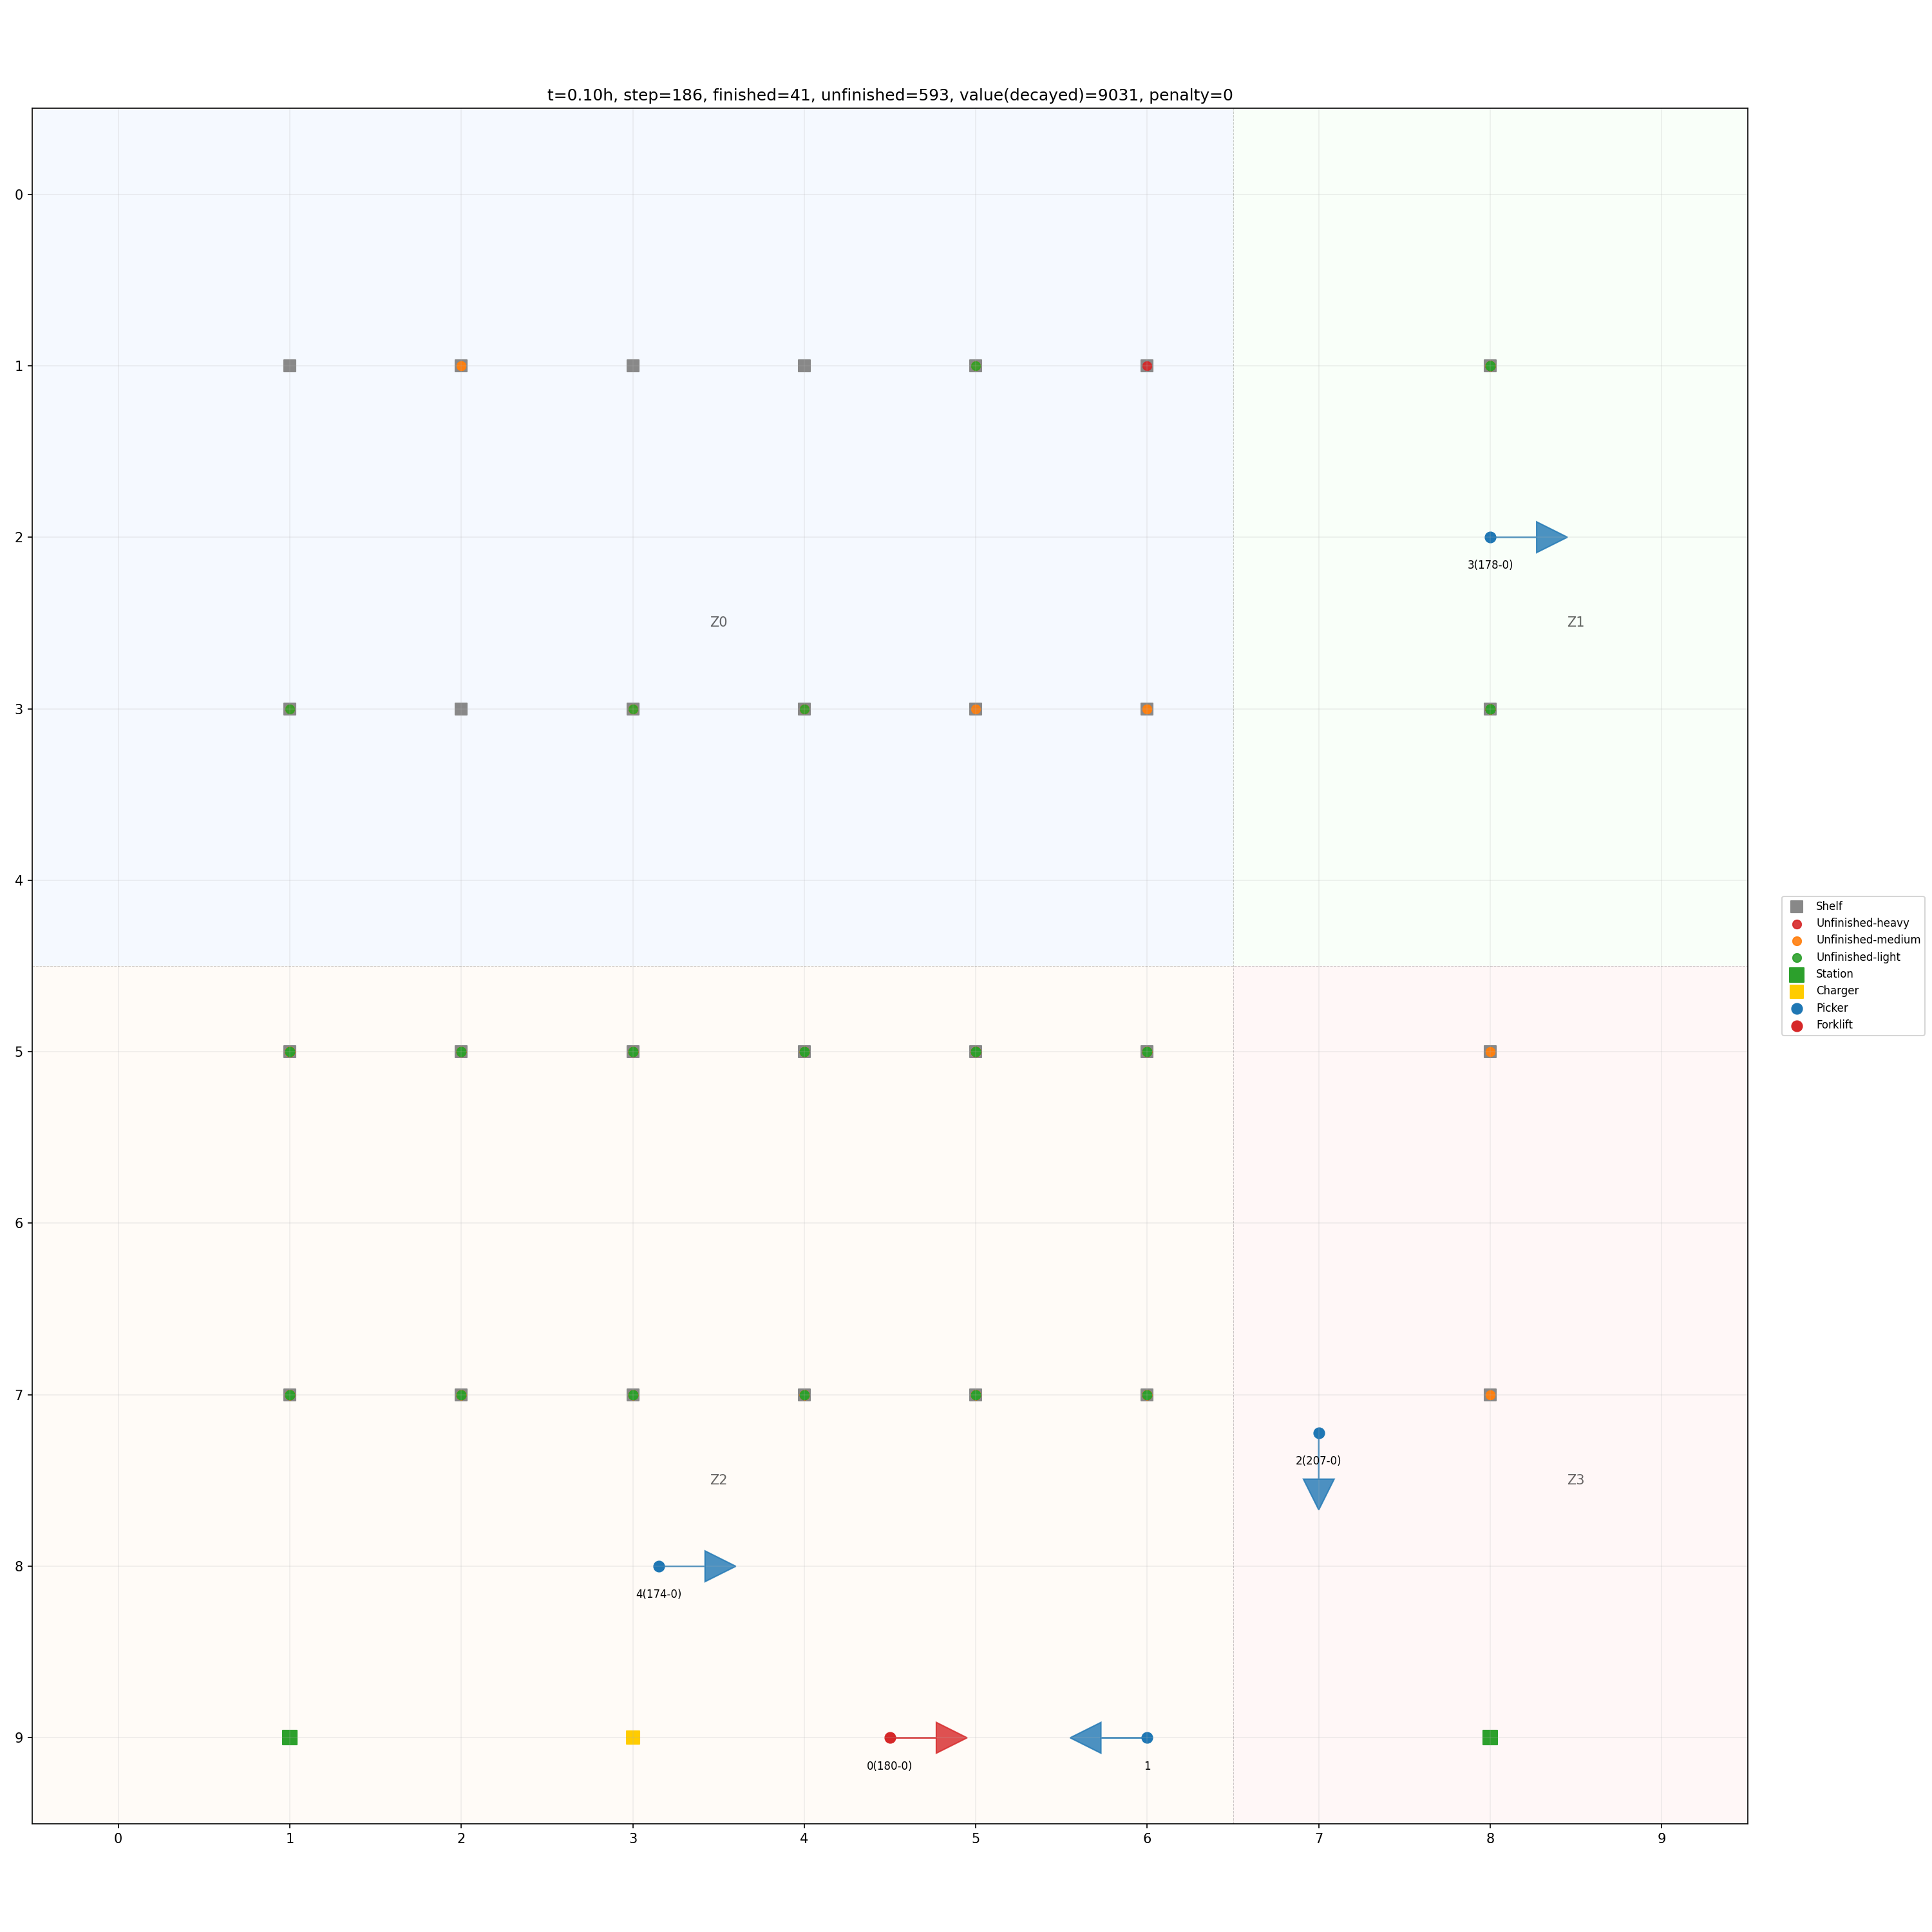 t=0.10h, step=186, finished=41, unfinished=593, value(decayed)=9031, penalty=0
0
1
2
3(178-0)
Z0
Z1
3
4
Shelf
Unfinished-heavy
Unfinished-medium
Unfinished-light
Station
Charger
Picker
Forklift
5
6
7
2(207-0)
Z2
Z3
8
4(174-0)
9
0(180-0)
1
0 1 2 3 4 5 6 7 8 9